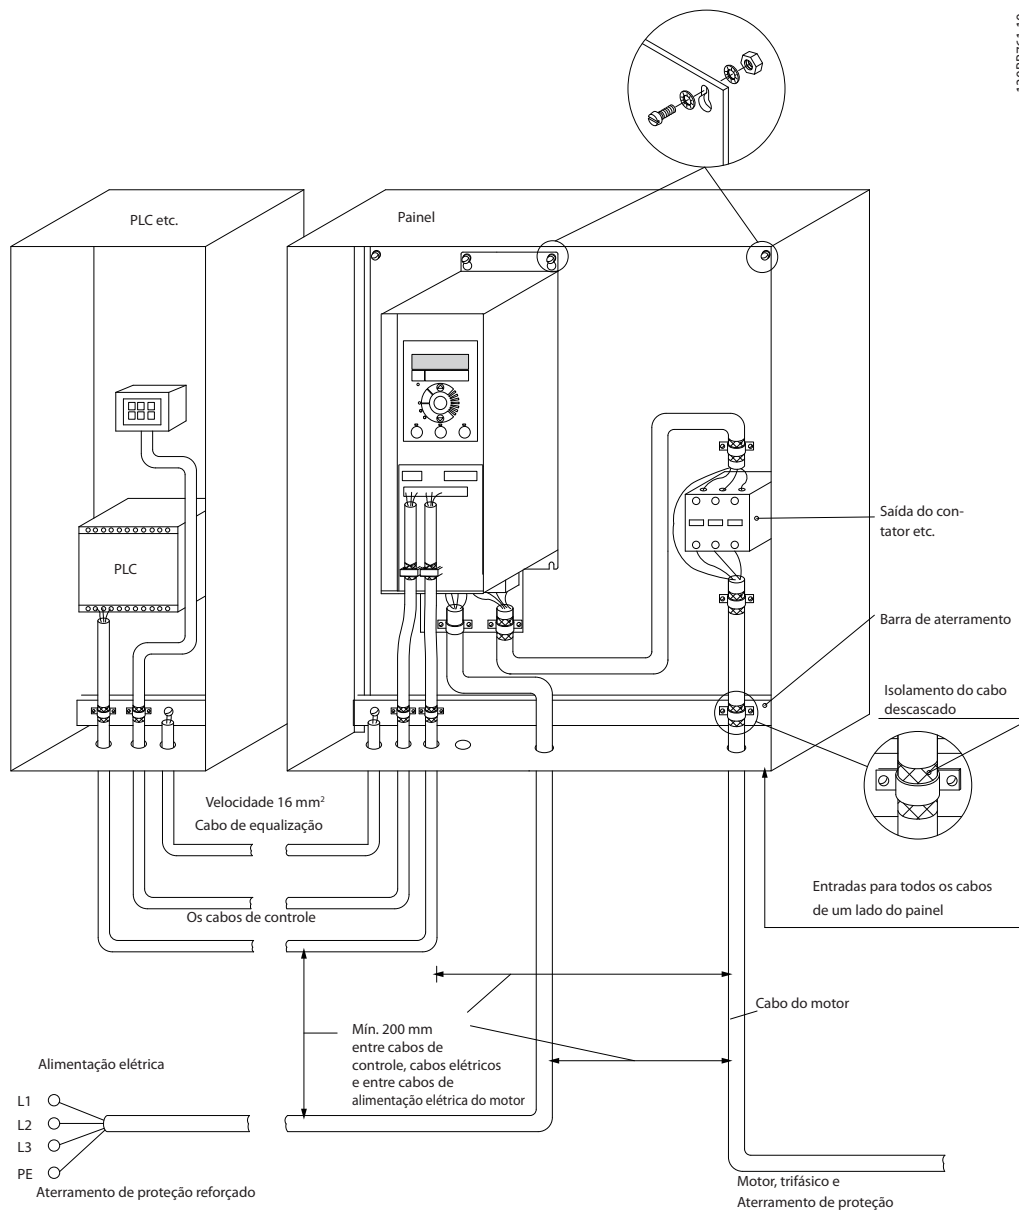 PLC etc.
Painel
PLC
Saída do con-
tator etc.
Barra de aterramento
Isolamento do cabo
descascado
Velocidade 16 mm²
Cabo de equalização
Entradas para todos os cabos
de um lado do painel
Os cabos de controle
Cabo do motor
Mín. 200 mm
entre cabos de
controle, cabos elétricos
e entre cabos de
alimentação elétrica do motor
Alimentação elétrica
L1
L2
L3
PE
Aterramento de proteção reforçado
Motor, trifásico e
Aterramento de proteção